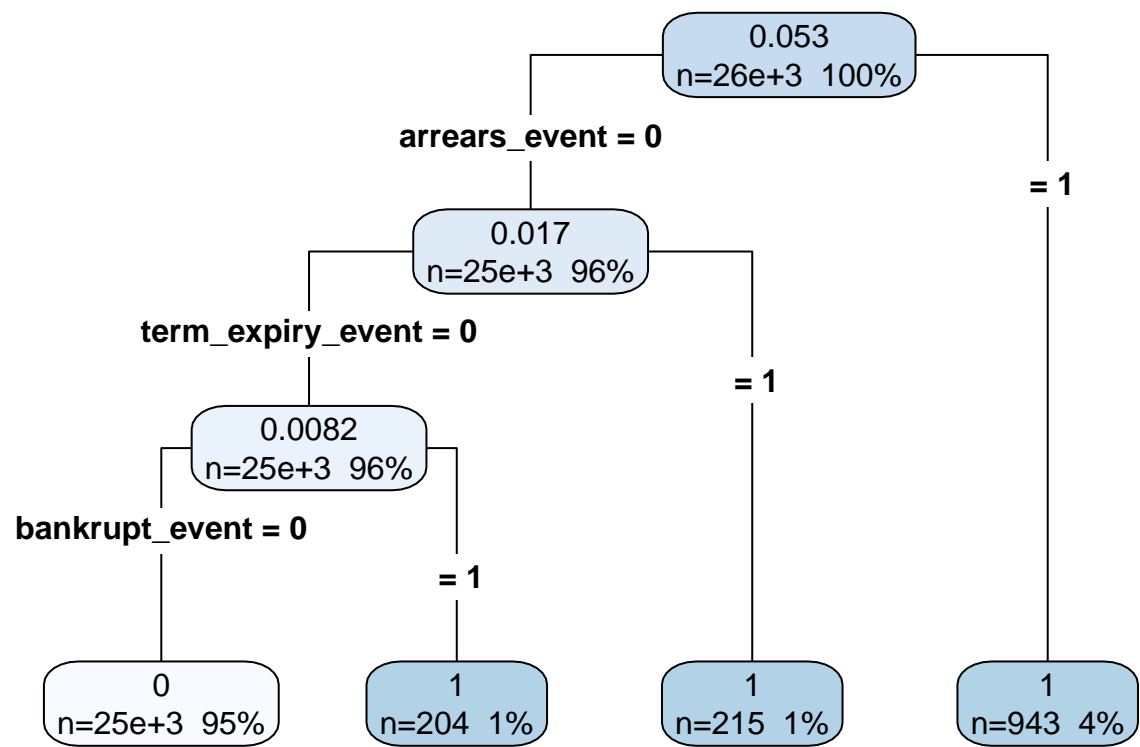 0.053
n=26e+3 100%
arrears_event = 0
= 1
0.017
n=25e+3 96%
term_expiry_event = 0
= 1
0.0082
n=25e+3 96%
bankrupt_event = 0
= 1
0
n=25e+3 95%
1
n=204 1%
1
n=215 1%
1
n=943 4%